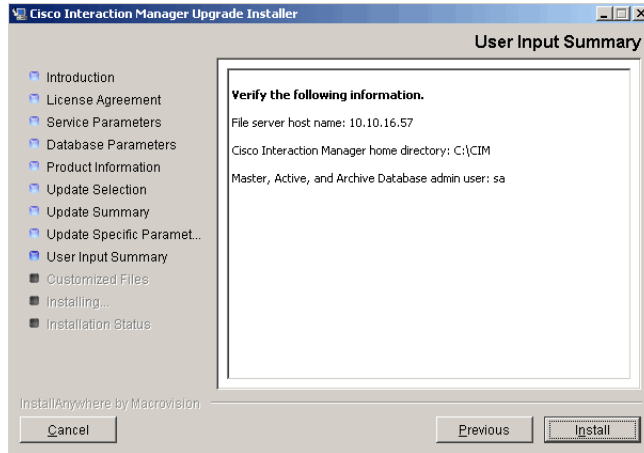 Cisco Interaction Manager Upgrade Installer
User Input Summary
Introduction
License Agreement
Service Parameters
Database Parameters
Product Information
Update Selection
Update Summary
Update Specific Paramet...
User Input Summary
Customized Files
Installing...
Installation Status
Verify the following information.
File server host name: 10.10.16.57
Cisco Interaction Manager home directory: C:\CIM
Master, Active, and Archive Database admin user: sa
InstallAnywhere by Macrovision
Cancel
Previous
Install